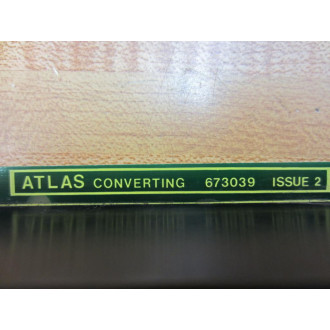 ATLAS CONVERTING 673039 ISSUE 2